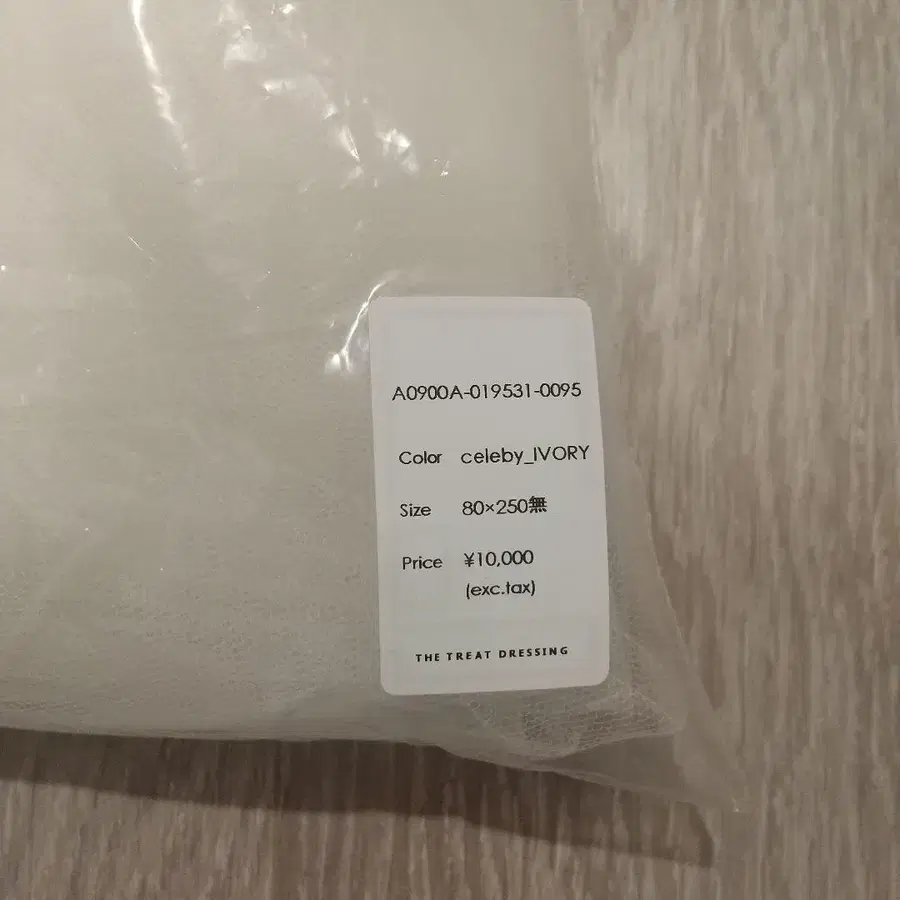 A0900A-019531-0095
Color celeby_IVORY
Size 80×250無
Price ¥10,000
(exc.tax)
THE TREAT DRESSING